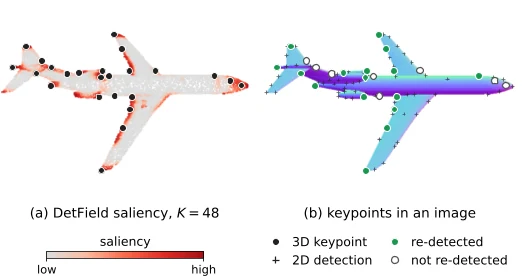 (a) DetField saliency, K = 48
(b) keypoints in an image
saliency
low high
3D keypoint
re-detected
2D detection
not re-detected